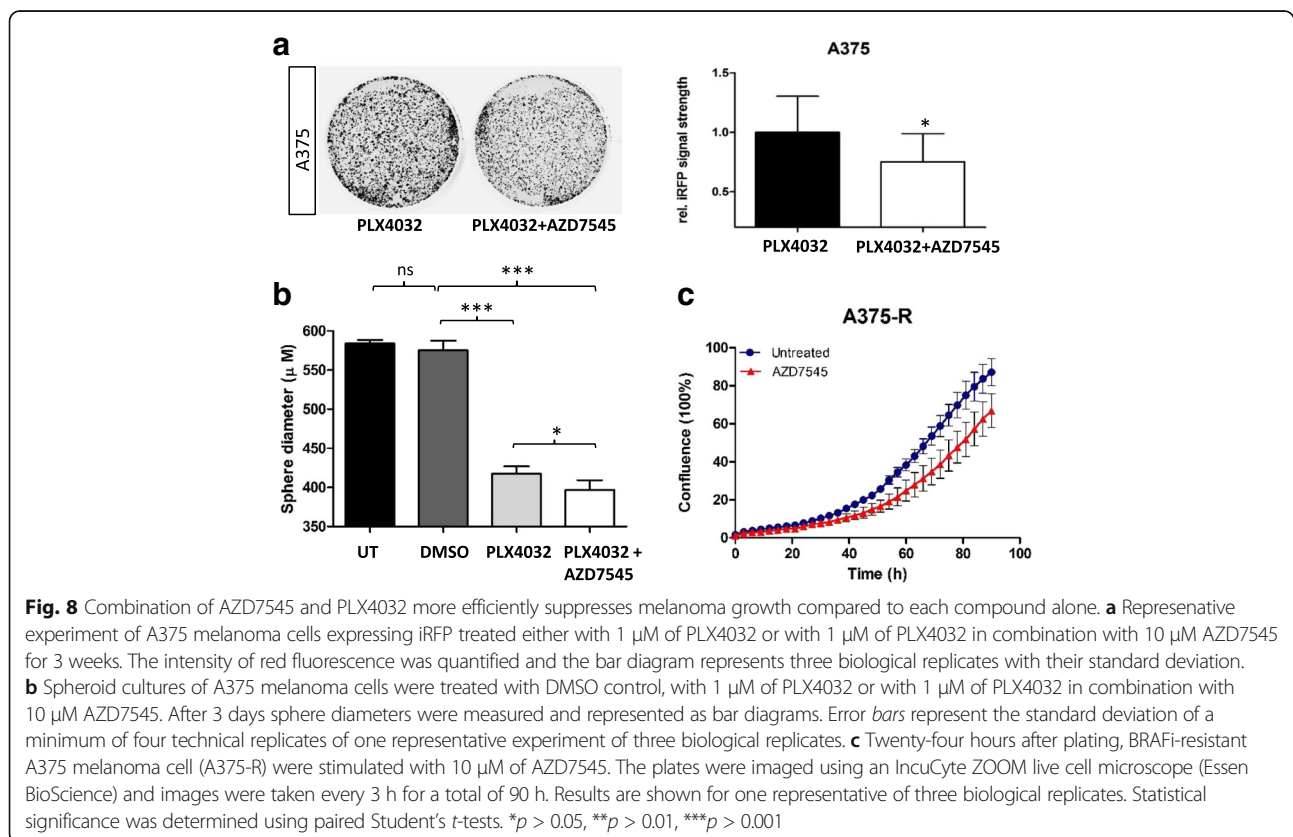 a
A375
PLX4032
PLX4032+AZD7545
A375
rel. iRFP signal strength
1.5
1.0
0.5
PLX4032
PLX4032+AZD7545
*
b
ns
***
***
*
Sphere diameter (µ M)
600
550
500
450
400
350
UT
DMSO
PLX4032
PLX4032 +
AZD7545
c
A375-R
Untreated
AZD7545
Confluence (100%)
100
80
60
40
20
0
0
20
40
60
80
100
Time (h)
Fig. 8 Combination of AZD7545 and PLX4032 more efficiently suppresses melanoma growth compared to each compound alone. a Represenative
experiment of A375 melanoma cells expressing iRFP treated either with 1 µM of PLX4032 or with 1 µM of PLX4032 in combination with 10 µM AZD7545
for 3 weeks. The intensity of red fluorescence was quantified and the bar diagram represents three biological replicates with their standard deviation.
b Spheroid cultures of A375 melanoma cells were treated with DMSO control, with 1 µM of PLX4032 or with 1 µM of PLX4032 in combination with
10 µM AZD7545. After 3 days sphere diameters were measured and represented as bar diagrams. Error bars represent the standard deviation of a
minimum of four technical replicates of one representative experiment of three biological replicates. c Twenty-four hours after plating, BRAFi-resistant
A375 melanoma cell (A375-R) were stimulated with 10 µM of AZD7545. The plates were imaged using an IncuCyte ZOOM live cell microscope (Essen
BioScience) and images were taken every 3 h for a total of 90 h. Results are shown for one representative of three biological replicates. Statistical
significance was determined using paired Student's t-tests. *p > 0.05, **p > 0.01, ***p > 0.001